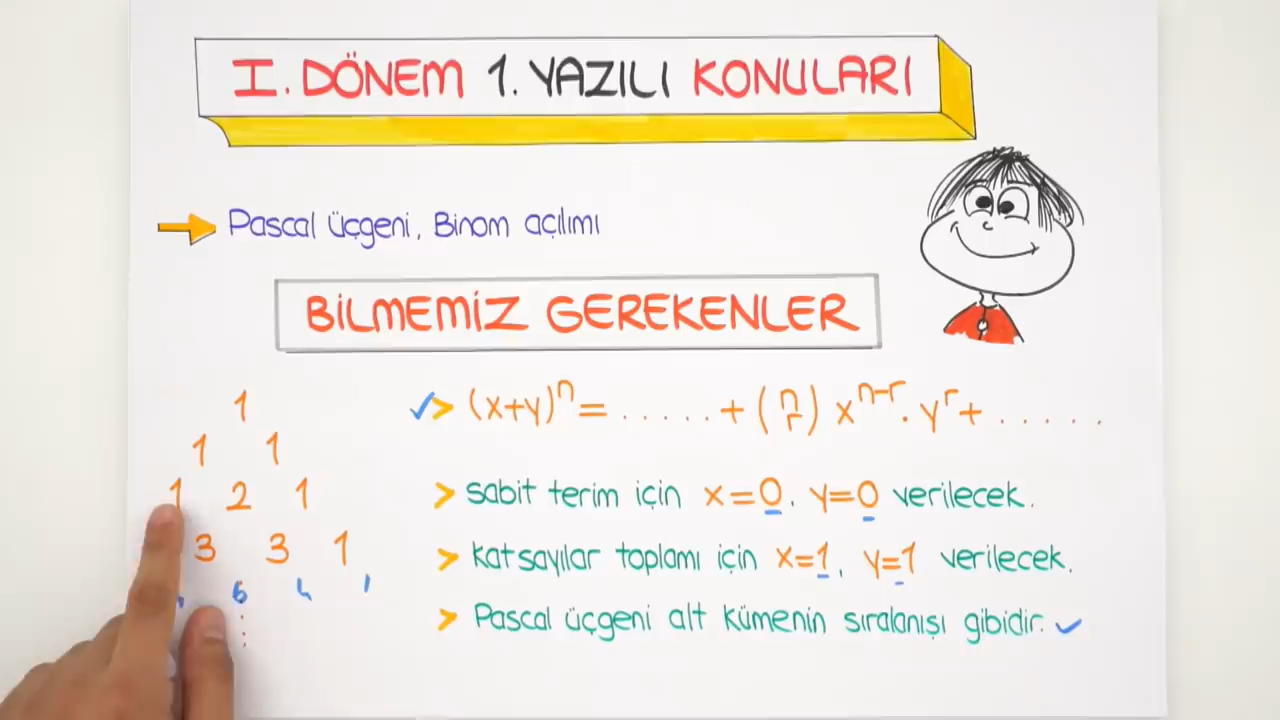 I. DÖNEM 1. YAZILI KONULARI
Pascal üçgeni, Binom açılımı
BİLMEMİZ GEREKENLER
1
1 1
1 2 1
3 3 1
6 4 1
(x+y)^n = ..... + (n r) x^n-r . y^r + .....
> sabit terim için x=0, y=0 verilecek.
> katsayılar toplamı için x=1, y=1 verilecek.
> Pascal üçgeni alt kümenin sıralanışı gibidir.